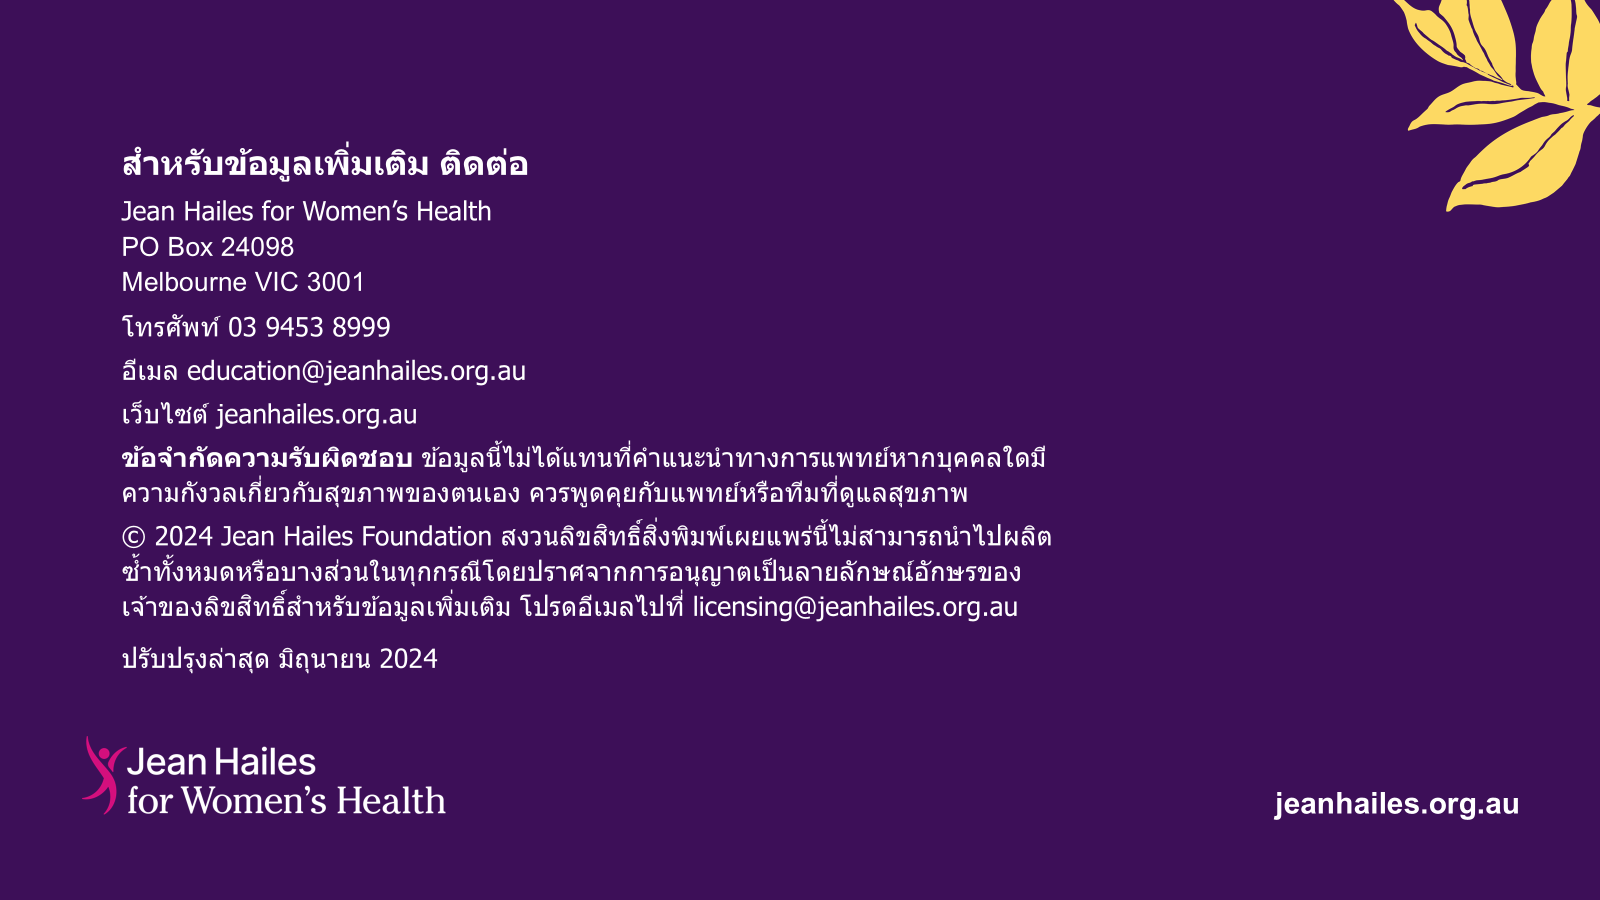 สำหรับข้อมูลเพิ่มเติม ติดต่อ
Jean Hailes for Women’s Health
PO Box 24098
Melbourne VIC 3001
โทรศัพท์ 03 9453 8999
อีเมล education@jeanhailes.org.au
เว็บไซต์ jeanhailes.org.au
ข้อจำกัดความรับผิดชอบ ข้อมูลนี้ไม่ได้แทนที่คำแนะนำทางการแพทย์หากบุคคลใดมี
ความกังวลเกี่ยวกับสุขภาพของตนเอง ควรพูดคุยกับแพทย์หรือทีมที่ดูแลสุขภาพ
© 2024 Jean Hailes Foundation สงวนลิขสิทธิ์สิ่งพิมพ์เผยแพร่นี้ไม่สามารถนำไปผลิต
ซ้ำทั้งหมดหรือบางส่วนในทุกกรณีโดยปราศจากการอนุญาตเป็นลายลักษณ์อักษรของ
เจ้าของลิขสิทธิ์สำหรับข้อมูลเพิ่มเติม โปรดอีเมลไปที่ licensing@jeanhailes.org.au
ปรับปรุงล่าสุด มิถุนายน 2024
Jean Hailes
for Women’s Health
jeanhailes.org.au